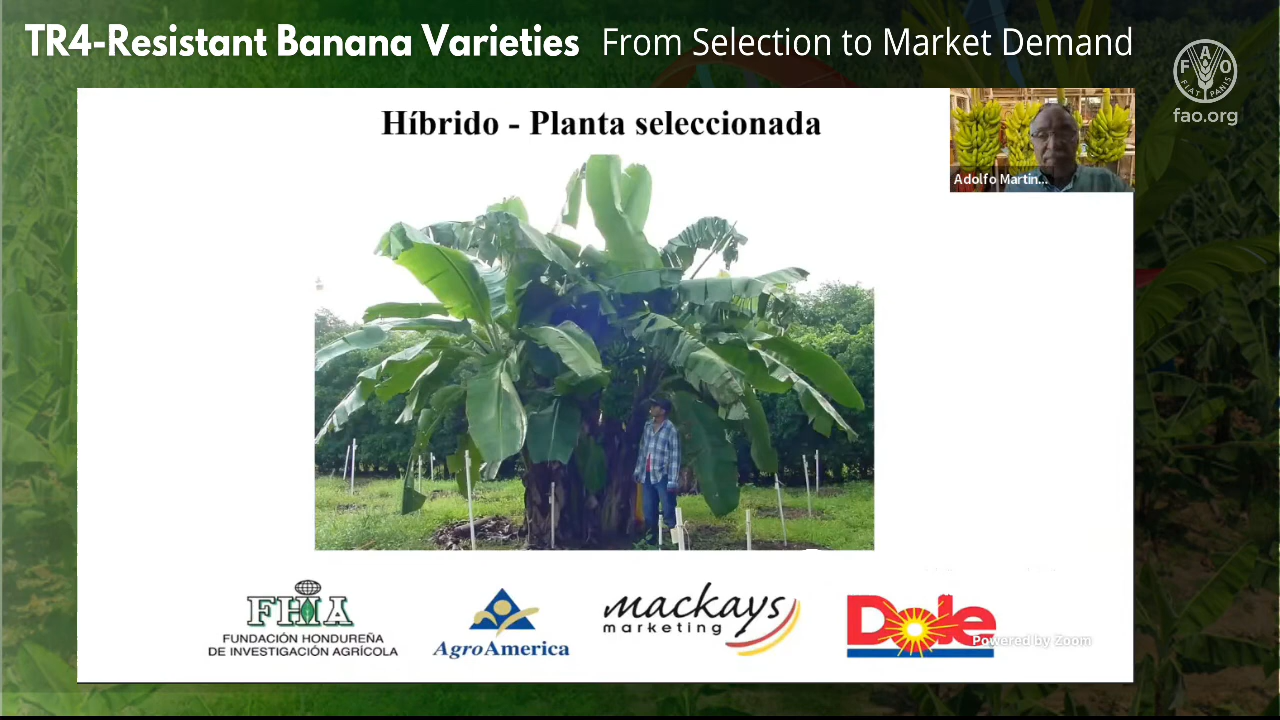 TR4-Resistant Banana Varieties From Selection to Market Demand
F A O
FIAT PANIS
fao.org
Híbrido - Planta seleccionada
Adolfo Martin...
FHIA
FUNDACIÓN HONDUREÑA
DE INVESTIGACIÓN AGRÍCOLA
AgroAmerica
mackays
marketing
Dole
Powered by Zoom